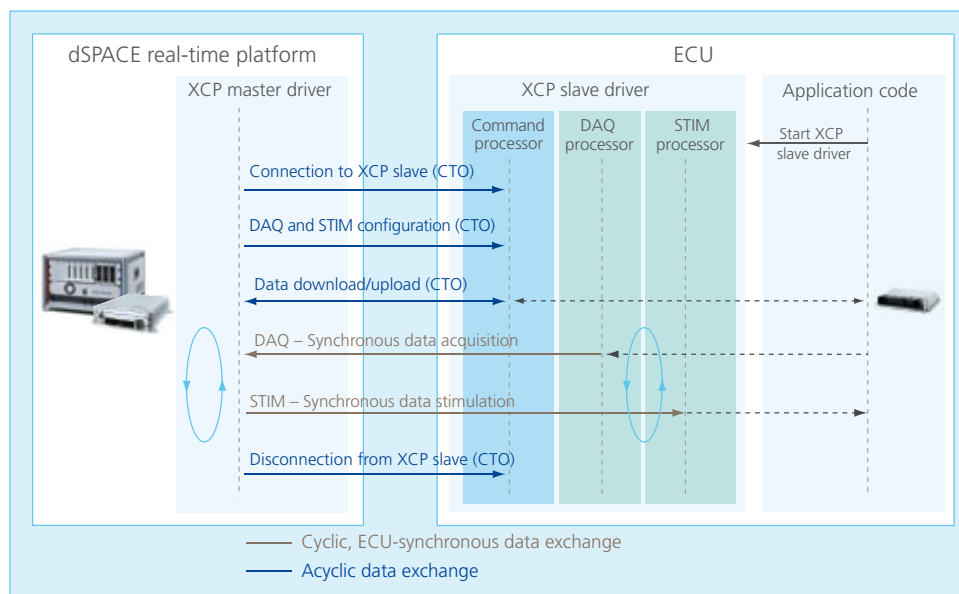 dSPACE real-time platform
ECU
XCP master driver
XCP slave driver
Application code
Command
processor
DAQ
processor
STIM
processor
Start XCP
slave driver
Connection to XCP slave (CTO)
DAQ and STIM configuration (CTO)
Data download/upload (CTO)
DAQ – Synchronous data acquisition
STIM – Synchronous data stimulation
Disconnection from XCP slave (CTO)
Cyclic, ECU-synchronous data exchange
Acyclic data exchange